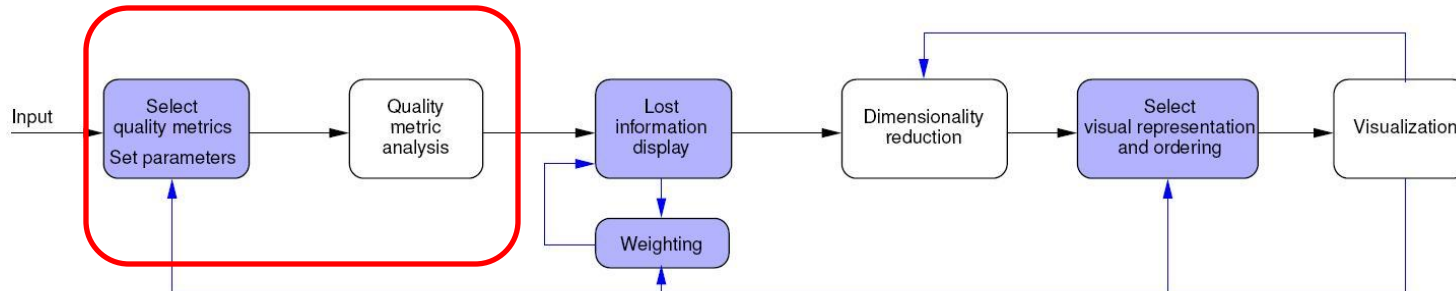 Input
Select
quality metrics
Set parameters
Quality
metric
analysis
Lost
information
display
Weighting
Dimensionality
reduction
Select
visual representation
and ordering
Visualization